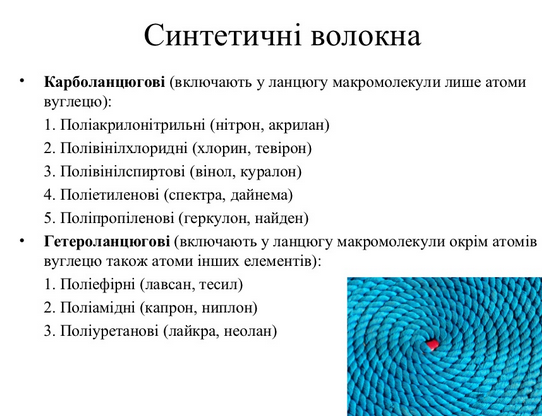 Синтетичні волокна
• Карболанцюгові (включають у ланцюгу макромолекули лише атоми
вуглецю):
1. Поліакрилонітрильні (нітрон, акрилан)
2. Полівінілхлоридні (хлорин, тевірон)
3. Полівінілспиртові (вінол, куралон)
4. Поліетиленові (спектра, дайнема)
5. Поліпропіленові (геркулон, найден)
• Гетероланцюгові (включають у ланцюгу макромолекули окрім атомів
вуглецю також атоми інших елементів):
1. Поліефірні (лавсан, тесил)
2. Поліамідні (капрон, ниплон)
3. Поліуретанові (лайкра, неолан)